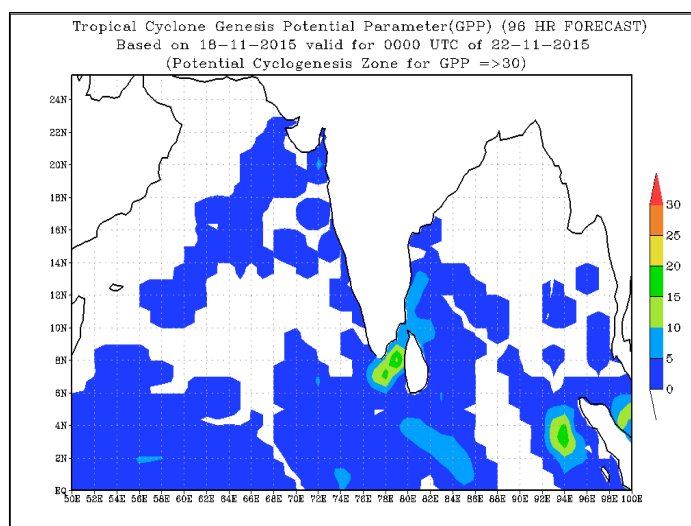 Tropical Cyclone Genesis Potential Parameter(GPP) (96 HR FORECAST)
Based on 18-11-2015 valid for 0000 UTC of 22-11-2015
(Potential Cyclogenesis Zone for GPP =>30)
24N
22N
20N
18N
16N
14N
12N
10N
8N
6N
4N
2N
EQ
50E 52E 54E 56E 58E 60E 62E 64E 66E 68E 70E 72E 74E 76E 78E 80E 82E 84E 86E 88E 90E 92E 94E 96E 98E 100E
30
25
20
15
10
5
0